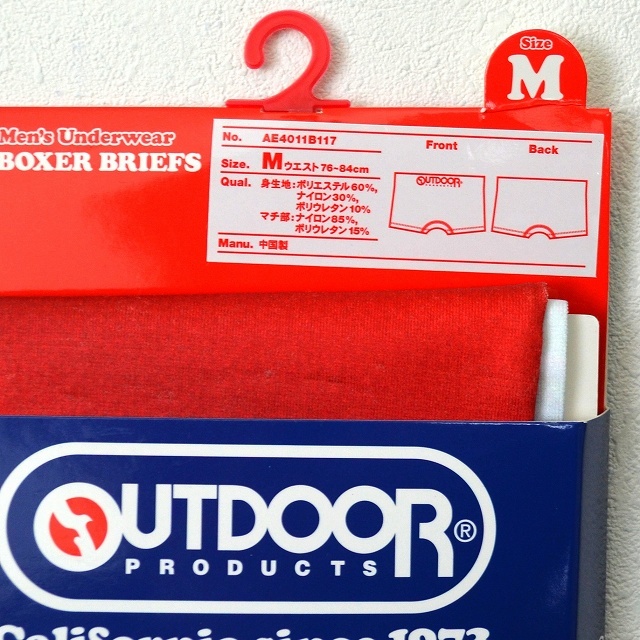 Size
M
Men's Underwear
BOXER BRIEFS
No. AE4011B117
Size. M ウエスト76~84cm
Qual. 身生地:ポリエステル60%,
ナイロン30%,
ポリウレタン10%
マチ部:ナイロン85%,
ポリウレタン15%
Manu. 中国製
Front Back
OUTDOOR
OUTDOOR®
PRODUCTS
California since 1973